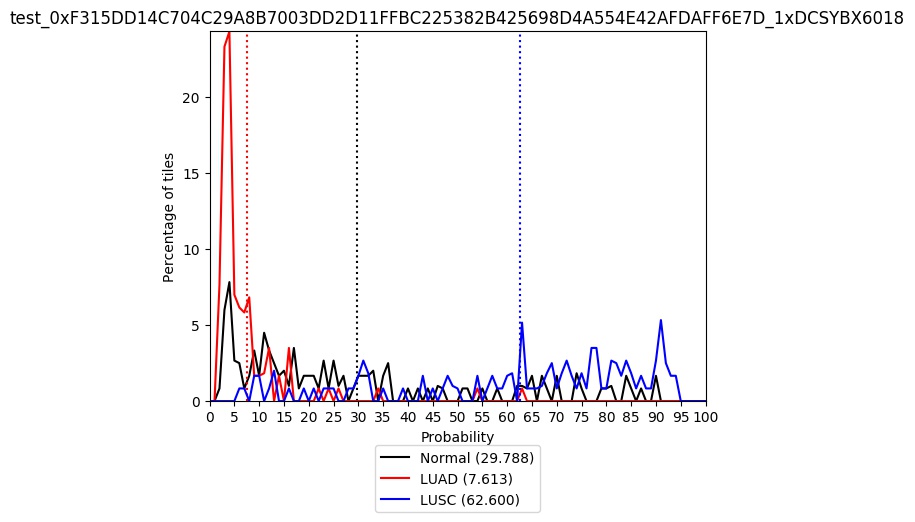 test_0xF315DD14C704C29A8B7003DD2D11FFBC225382B425698D4A554E42AFDAFF6E7D_1xDCSYBX6018
Percentage of tiles
20
15
10
5
0
0 5 10 15 20 25 30 35 40 45 50 55 60 65 70 75 80 85 90 95 100
Probability
Normal (29.788)
LUAD (7.613)
LUSC (62.600)